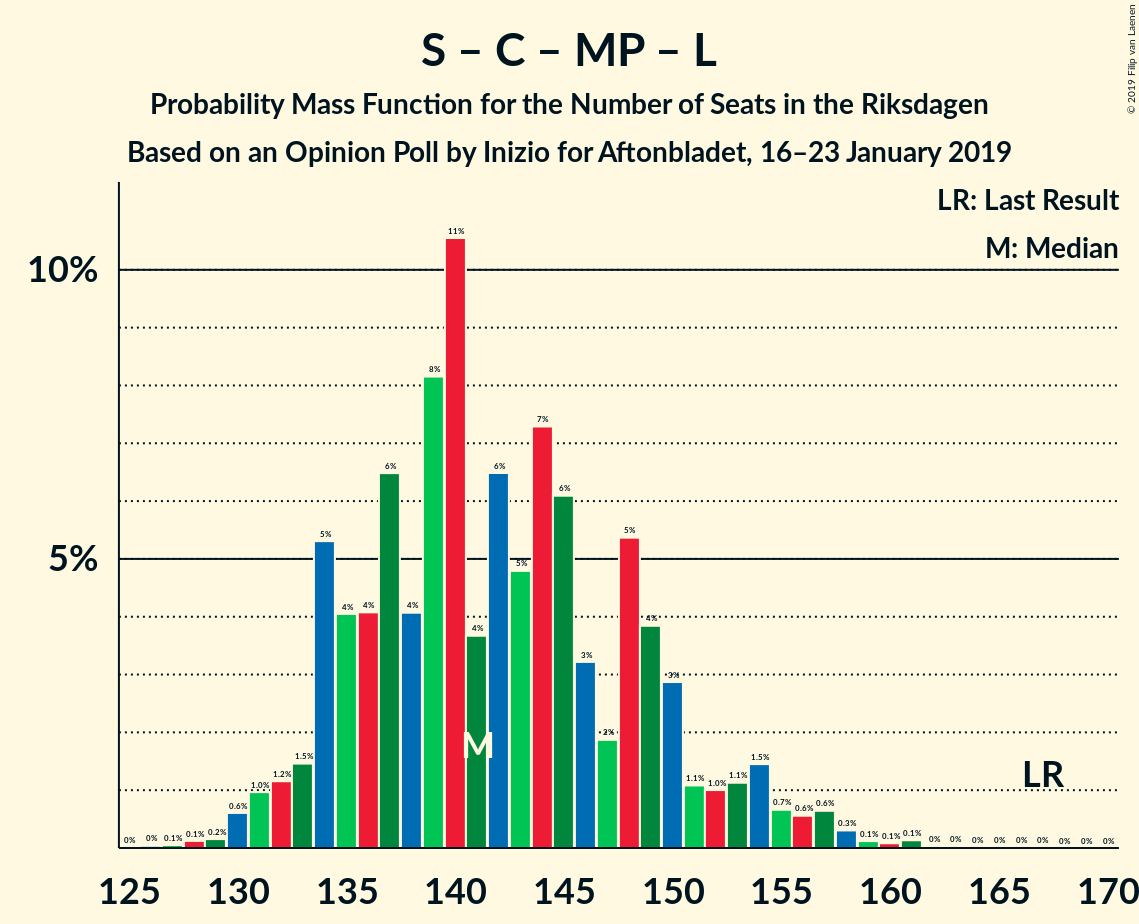 S – C – MP – L
Probability Mass Function for the Number of Seats in the Riksdagen
Based on an Opinion Poll by Inizio for Aftonbladet, 16–23 January 2019
© 2019 Filip van Laenen
LR: Last Result
M: Median
10%
5%
0% 0% 0.1% 0.1% 0.2% 0.6% 1.0% 1.2% 1.5% 5% 4% 4% 6% 4% 8% 11% 4% 6% 5% 7% 6% 3% 2% 5% 4% 3% 1.1% 1.0% 1.1% 1.5% 0.7% 0.6% 0.6% 0.3% 0.1% 0.1% 0.1% 0% 0% 0% 0% 0% 0% 0% 0% 0%
M
LR
125 130 135 140 145 150 155 160 165 170